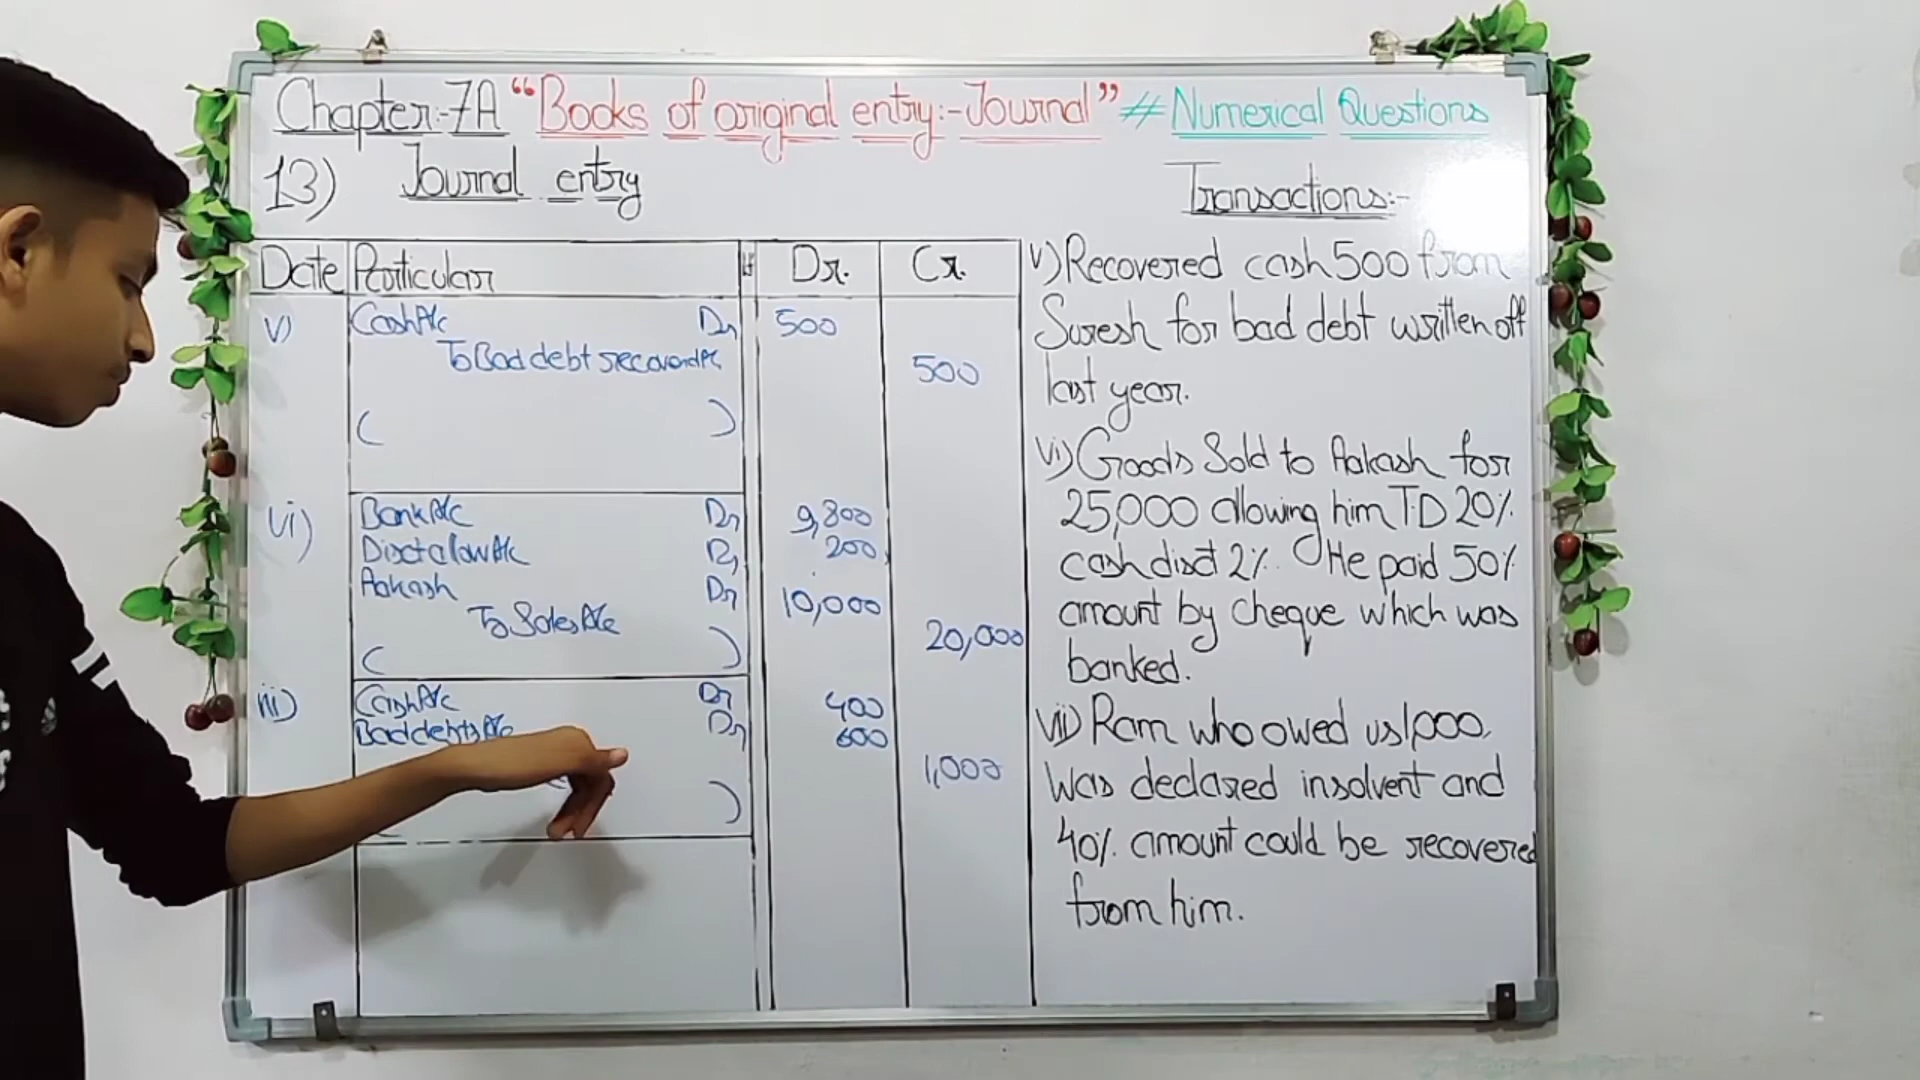 Chapter:-7A "Books of original entry:-Journal" # Numerical Questions
13) Journal entry
Date Particular LF Dr. Cr.
v) Cash A/c Dr 500
To Bad debt recovered A/c 500
( )
vi) Bank A/c Dr 9,800
Disct allow A/c Dr 200
Aakash Dr 10,000
To Sales A/c 20,000
( )
iii) Cash A/c Dr 400
Bad debts A/c Dr 600
1,000
)
Transactions:-
v) Recovered cash 500 from
Suresh for bad debt written off
last year.
vi) Goods Sold to Aakash for
25,000 allowing him T.D 20%
cash disct 2%. He paid 50%
amount by cheque which was
banked.
vii) Ram who owed us 1,000,
was declared insolvent and
40% amount could be recovered
from him.